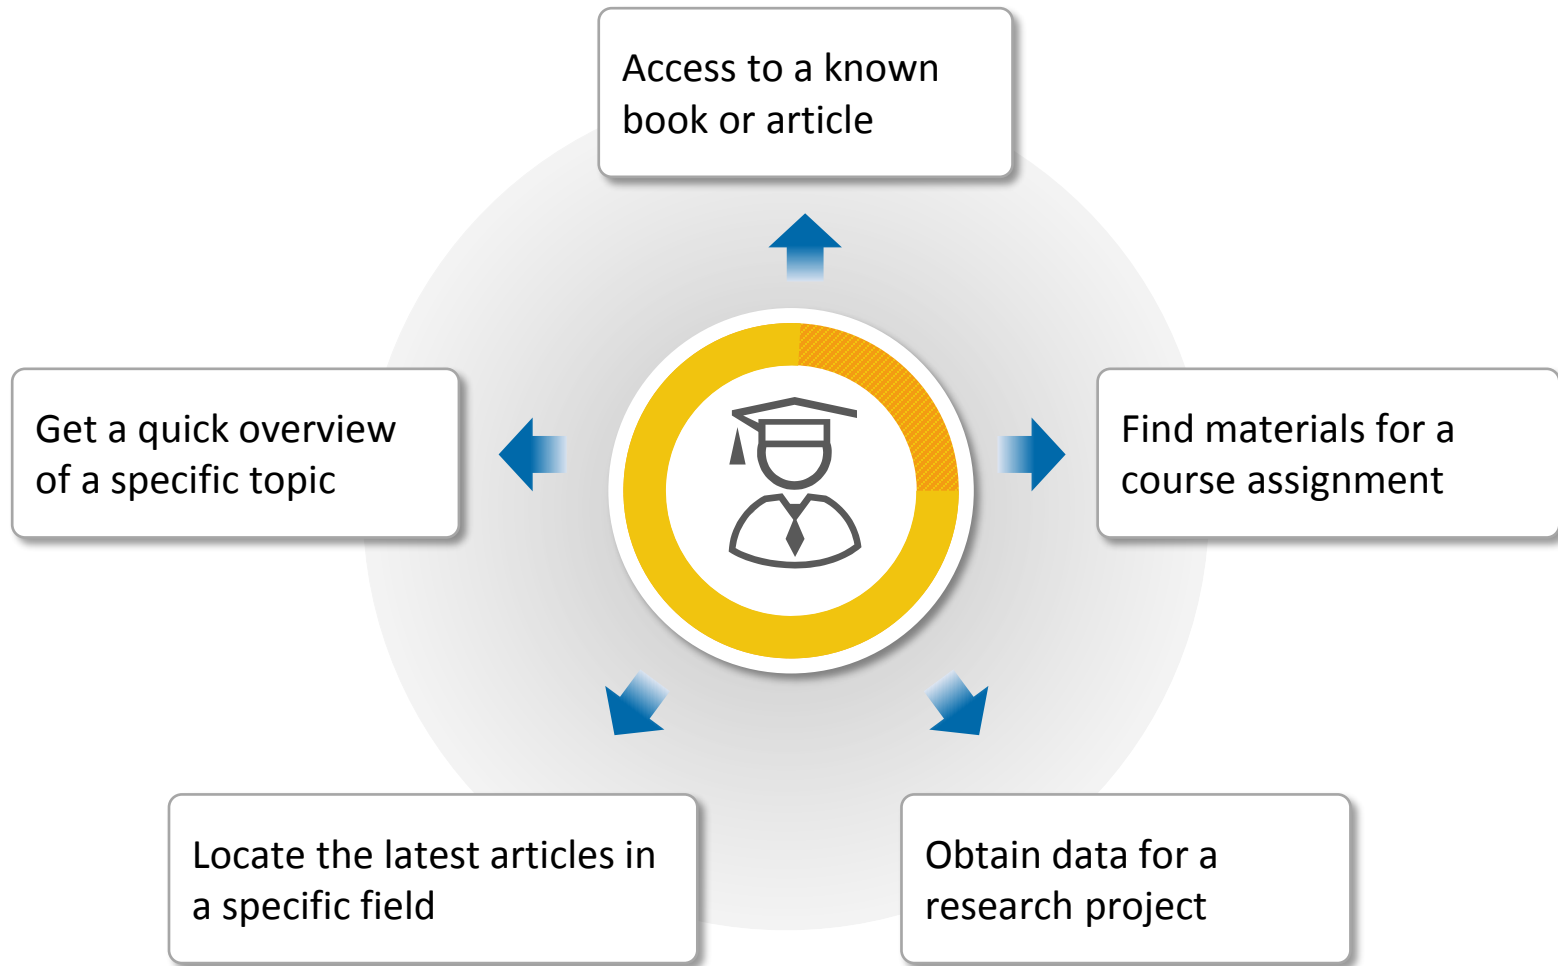 Access to a known
book or article
Get a quick overview
of a specific topic
Find materials for a
course assignment
Locate the latest articles in
a specific field
Obtain data for a
research project